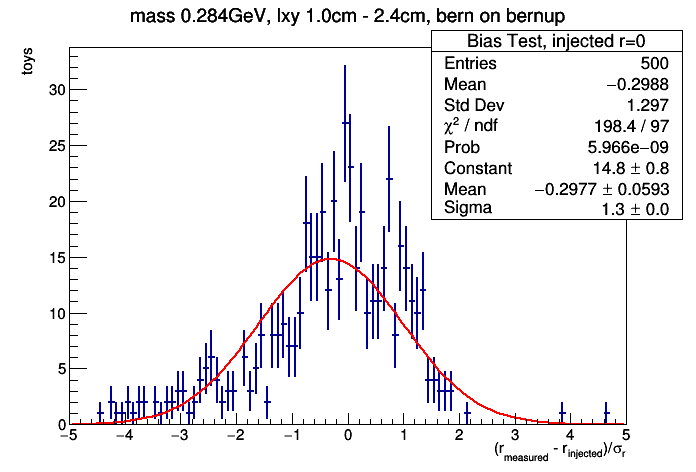 mass 0.284GeV, lxy 1.0cm - 2.4cm, bern on bernup
Bias Test, injected r=0
Entries 500
Mean −0.2988
Std Dev 1.297
χ² / ndf 198.4 / 97
Prob 5.966e−09
Constant 14.8 ± 0.8
Mean −0.2977 ± 0.0593
Sigma 1.3 ± 0.0
toys
30
25
20
15
10
5
0
−5 −4 −3 −2 −1 0 1 2 3 4 5
(r_measured - r_injected)/σ_r